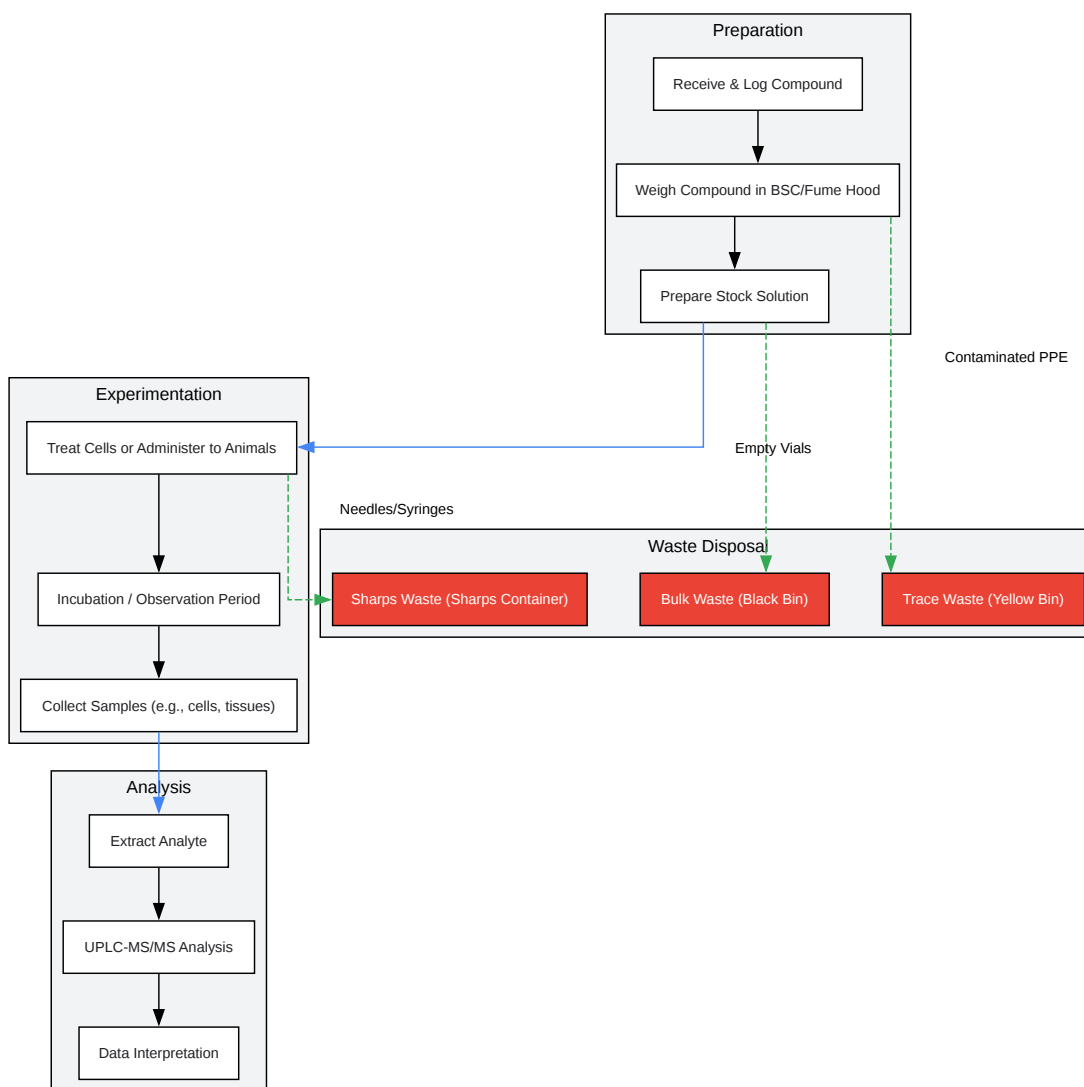 Preparation
Receive & Log Compound
Weigh Compound in BSC/Fume Hood
Prepare Stock Solution
Contaminated PPE
Experimentation
Treat Cells or Administer to Animals
Empty Vials
Needles/Syringes
Waste Disposal
Sharps Waste (Sharps Container)
Bulk Waste (Black Bin)
Trace Waste (Yellow Bin)
Incubation / Observation Period
Collect Samples (e.g., cells, tissues)
Analysis
Extract Analyte
UPLC-MS/MS Analysis
Data Interpretation